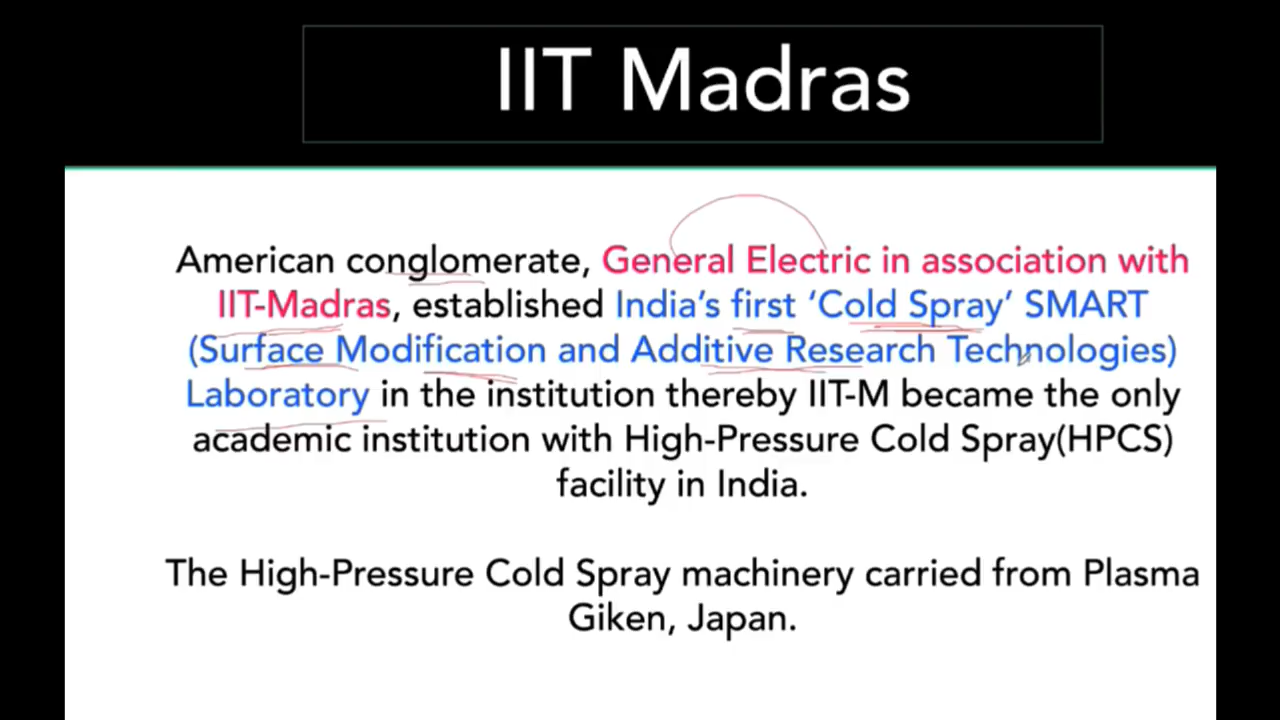 IIT Madras
American conglomerate, General Electric in association with
IIT-Madras, established India's first ‘Cold Spray’ SMART
(Surface Modification and Additive Research Technologies)
Laboratory in the institution thereby IIT-M became the only
academic institution with High-Pressure Cold Spray(HPCS)
facility in India.
The High-Pressure Cold Spray machinery carried from Plasma
Giken, Japan.